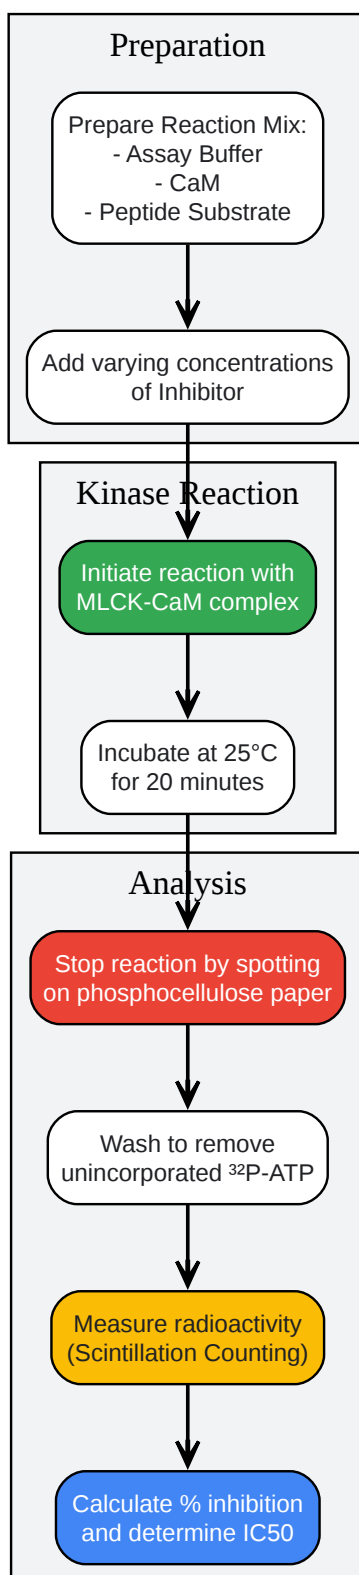 Preparation
Prepare Reaction Mix:
- Assay Buffer
- CaM
- Peptide Substrate
Add varying concentrations
of Inhibitor
Kinase Reaction
Initiate reaction with
MLCK-CaM complex
Incubate at 25°C
for 20 minutes
Analysis
Stop reaction by spotting
on phosphocellulose paper
Wash to remove
unincorporated ³²P-ATP
Measure radioactivity
(Scintillation Counting)
Calculate % inhibition
and determine IC50